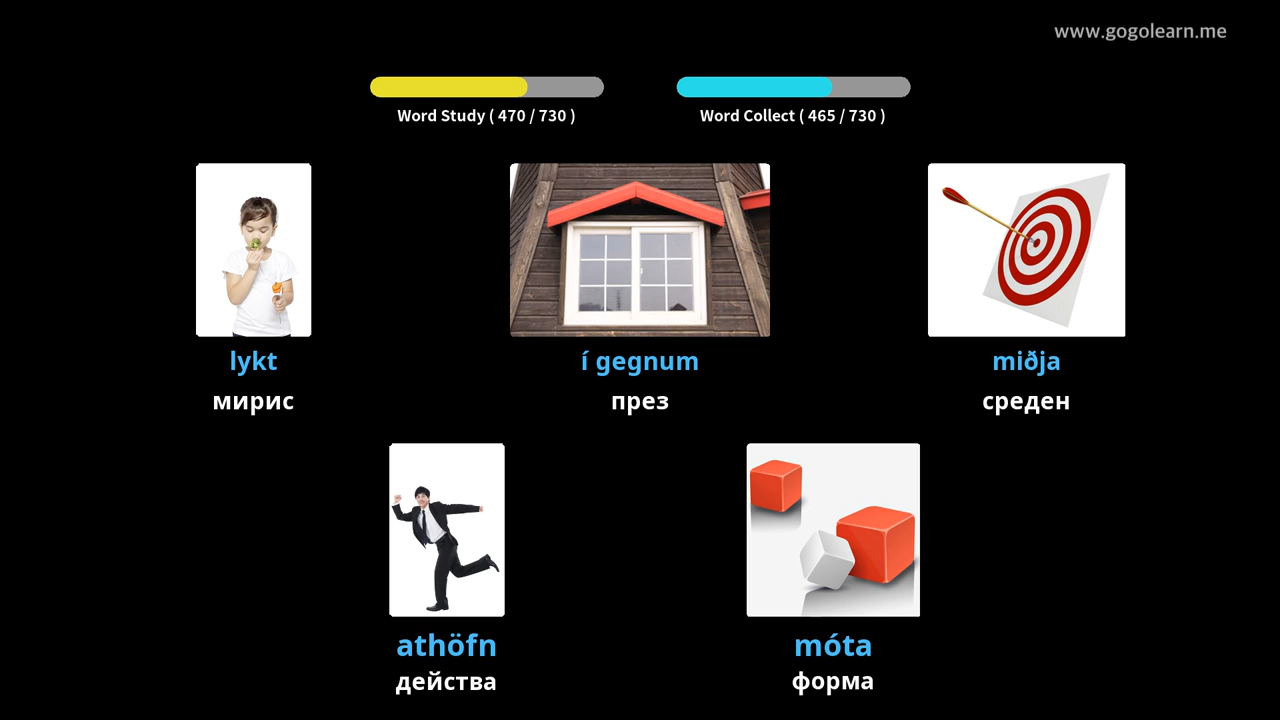 www.gogolearn.me
Word Study ( 470 / 730 )
Word Collect ( 465 / 730 )
lykt
í gegnum
miðja
мирис
през
среден
athöfn
móta
действа
форма